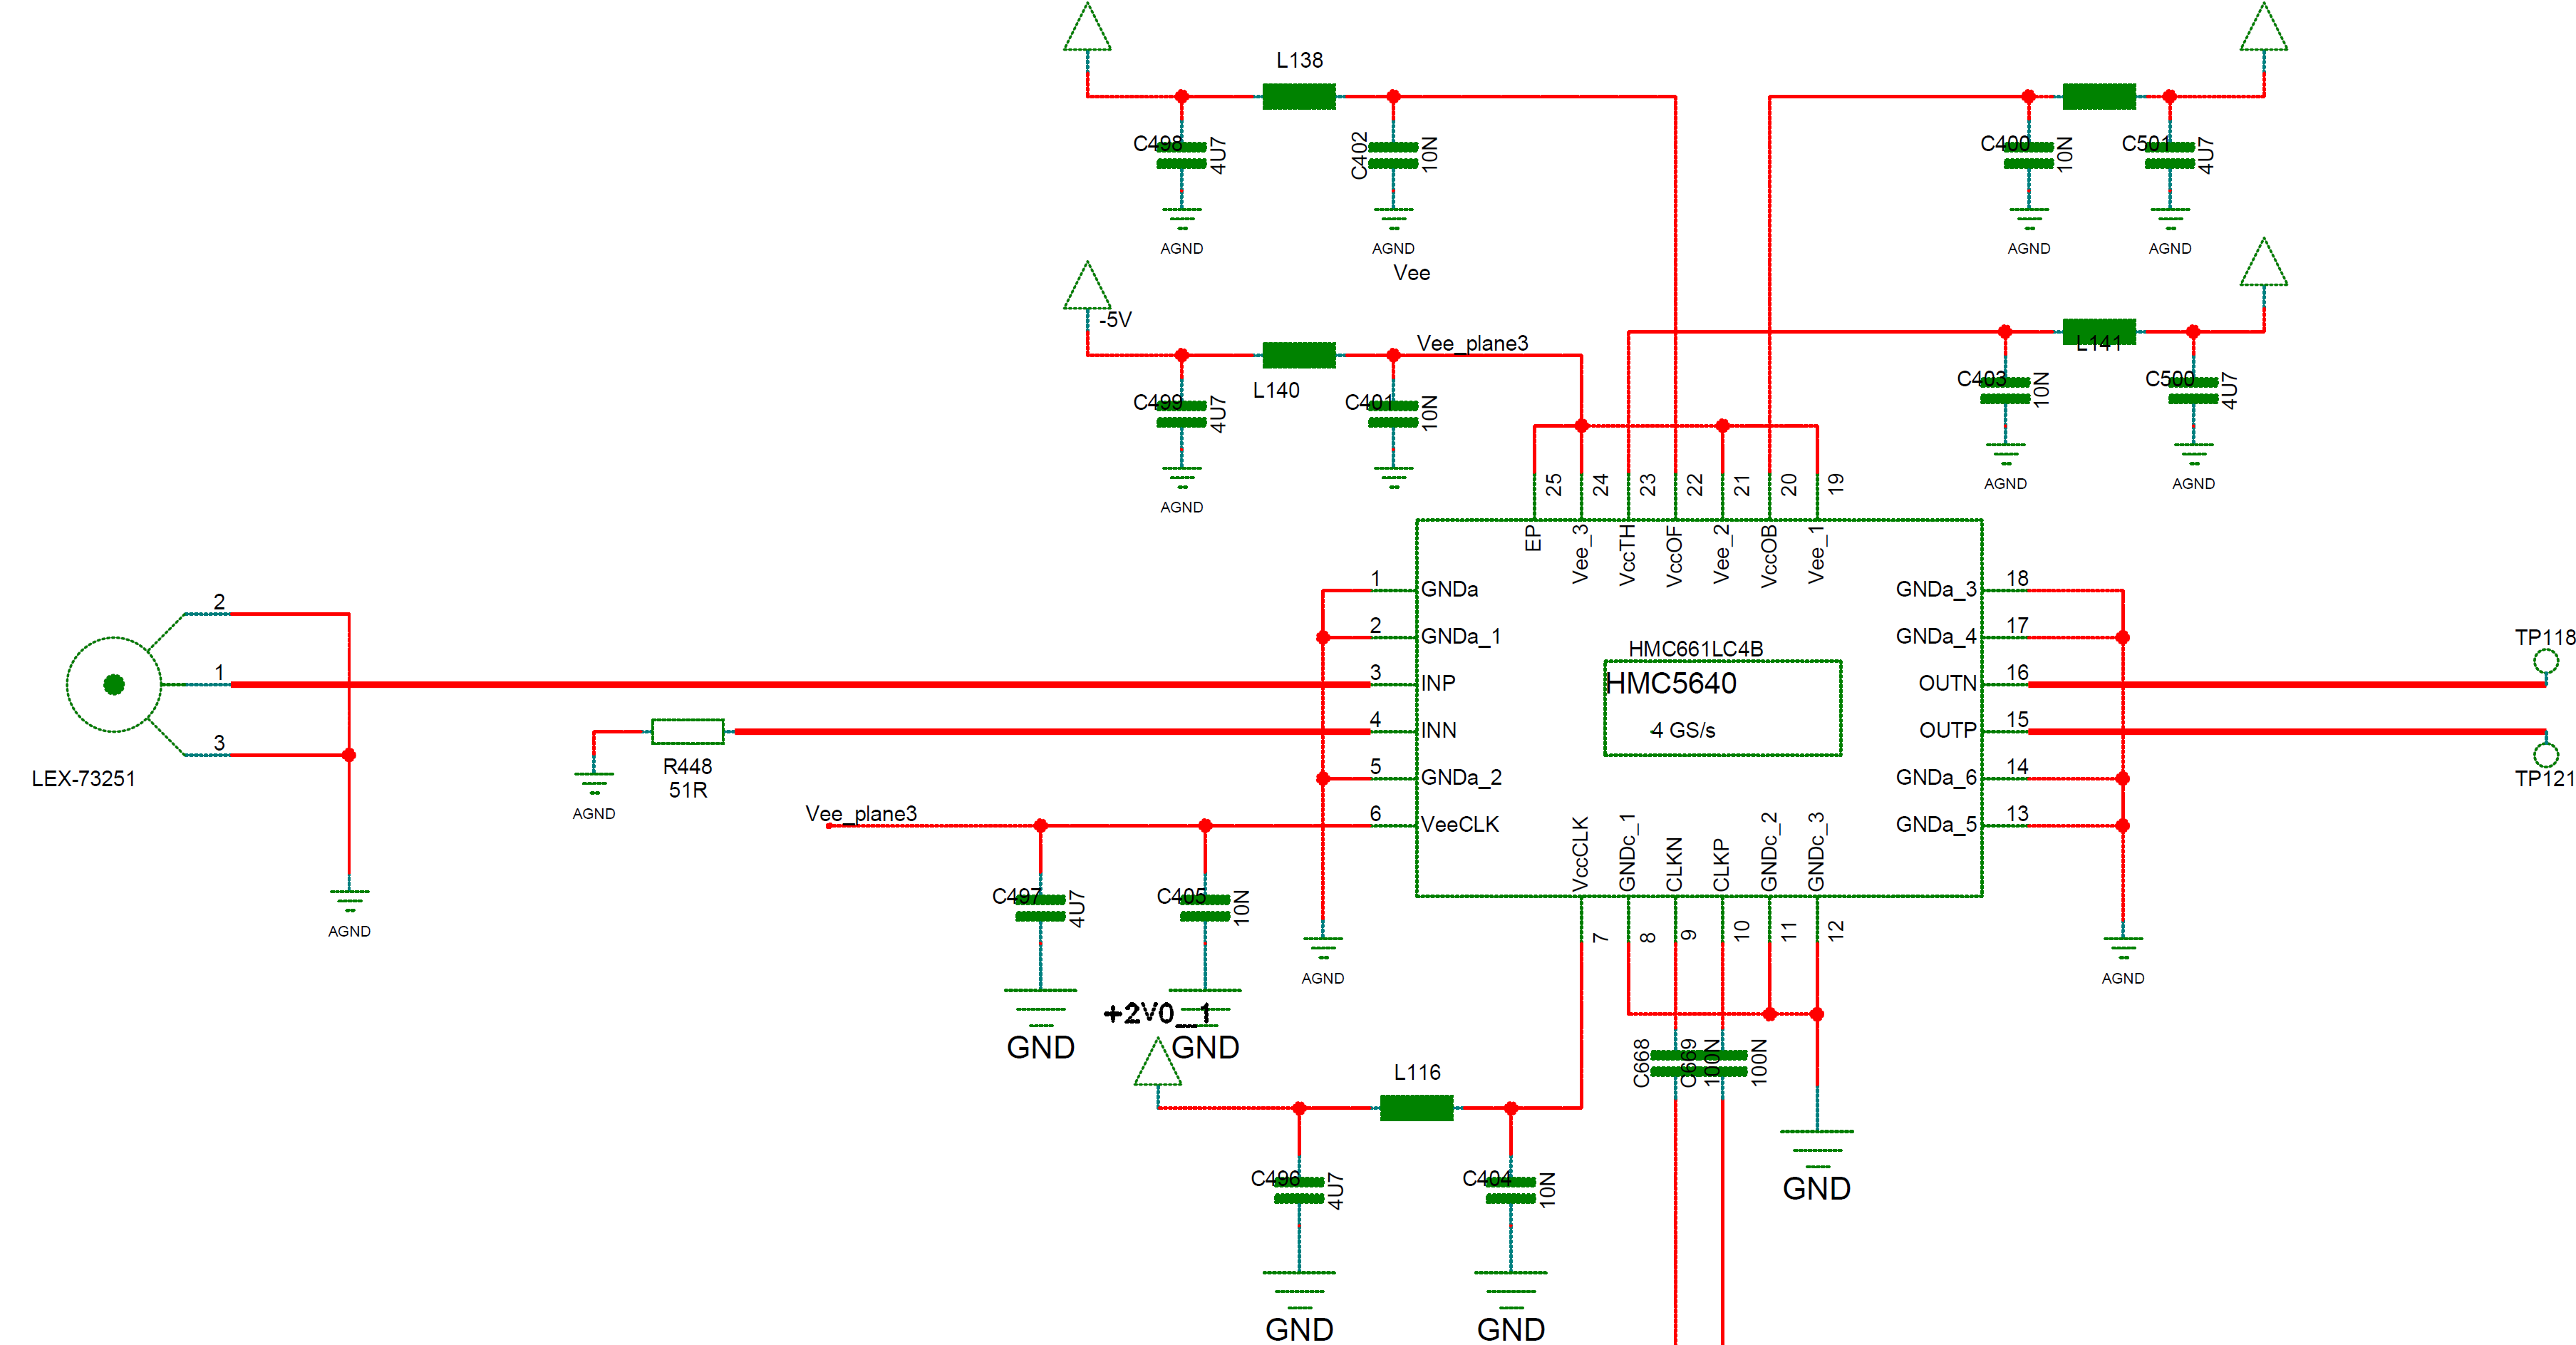 L138
C498
4U7
C402
10N
C400
10N
C501
4U7
AGND
AGND
AGND
AGND
Vee
-5V
Vee_plane3
L141
L140
C499
4U7
C401
10N
C403
10N
C500
4U7
AGND
AGND
AGND
25
24
23
22
21
20
19
EP
Vee_3
VccTH
VccOF
Vee_2
VccOB
Vee_1
1
GNDa
GNDa_3
18
2
GNDa_1
GNDa_4
17
HMC661LC4B
3
INP
HMC5640
OUTN
16
4
INN
4 GS/s
OUTP
15
5
GNDa_2
GNDa_6
14
6
VeeCLK
GNDa_5
13
TP118
TP121
2
1
3
LEX-73251
AGND
R448
51R
AGND
Vee_plane3
C497
4U7
C405
10N
GND
GND
AGND
AGND
VccCLK
GNDc_1
CLKN
CLKP
GNDc_2
GNDc_3
7
8
9
10
11
12
+2V0_1
L116
C668
100N
C669
100N
C496
4U7
C404
10N
GND
GND
GND